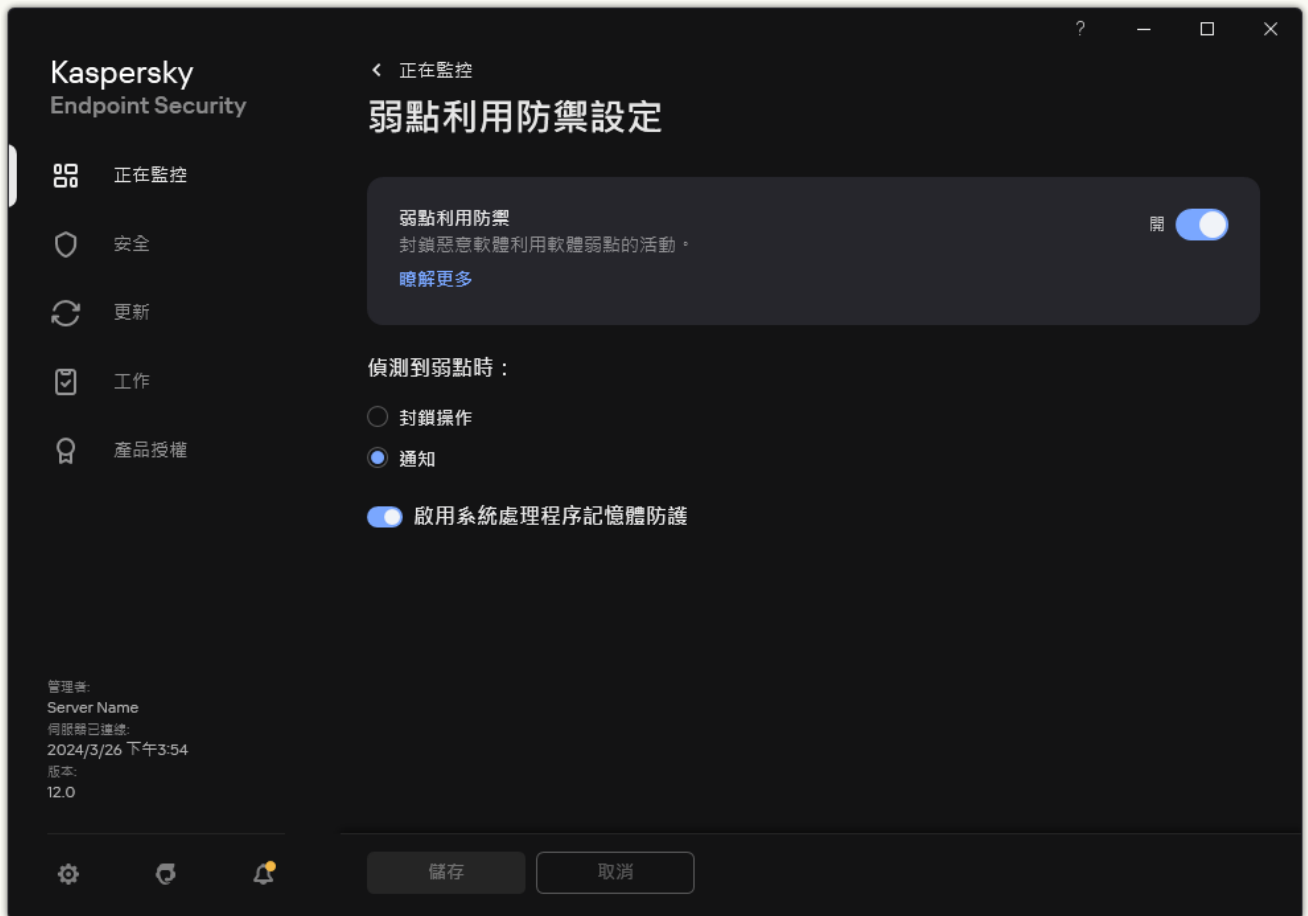 ?
Kaspersky
Endpoint Security
正在監控
安全
更新
工作
產品授權
管理者:
Server Name
伺服器已連線:
2024/3/26 下午3:54
版本:
12.0
正在監控
弱點利用防禦設定
弱點利用防禦
封鎖惡意軟體利用軟體弱點的活動。
瞭解更多
開
偵測到弱點時：
封鎖操作
通知
啟用系統處理程序記憶體防護
儲存
取消